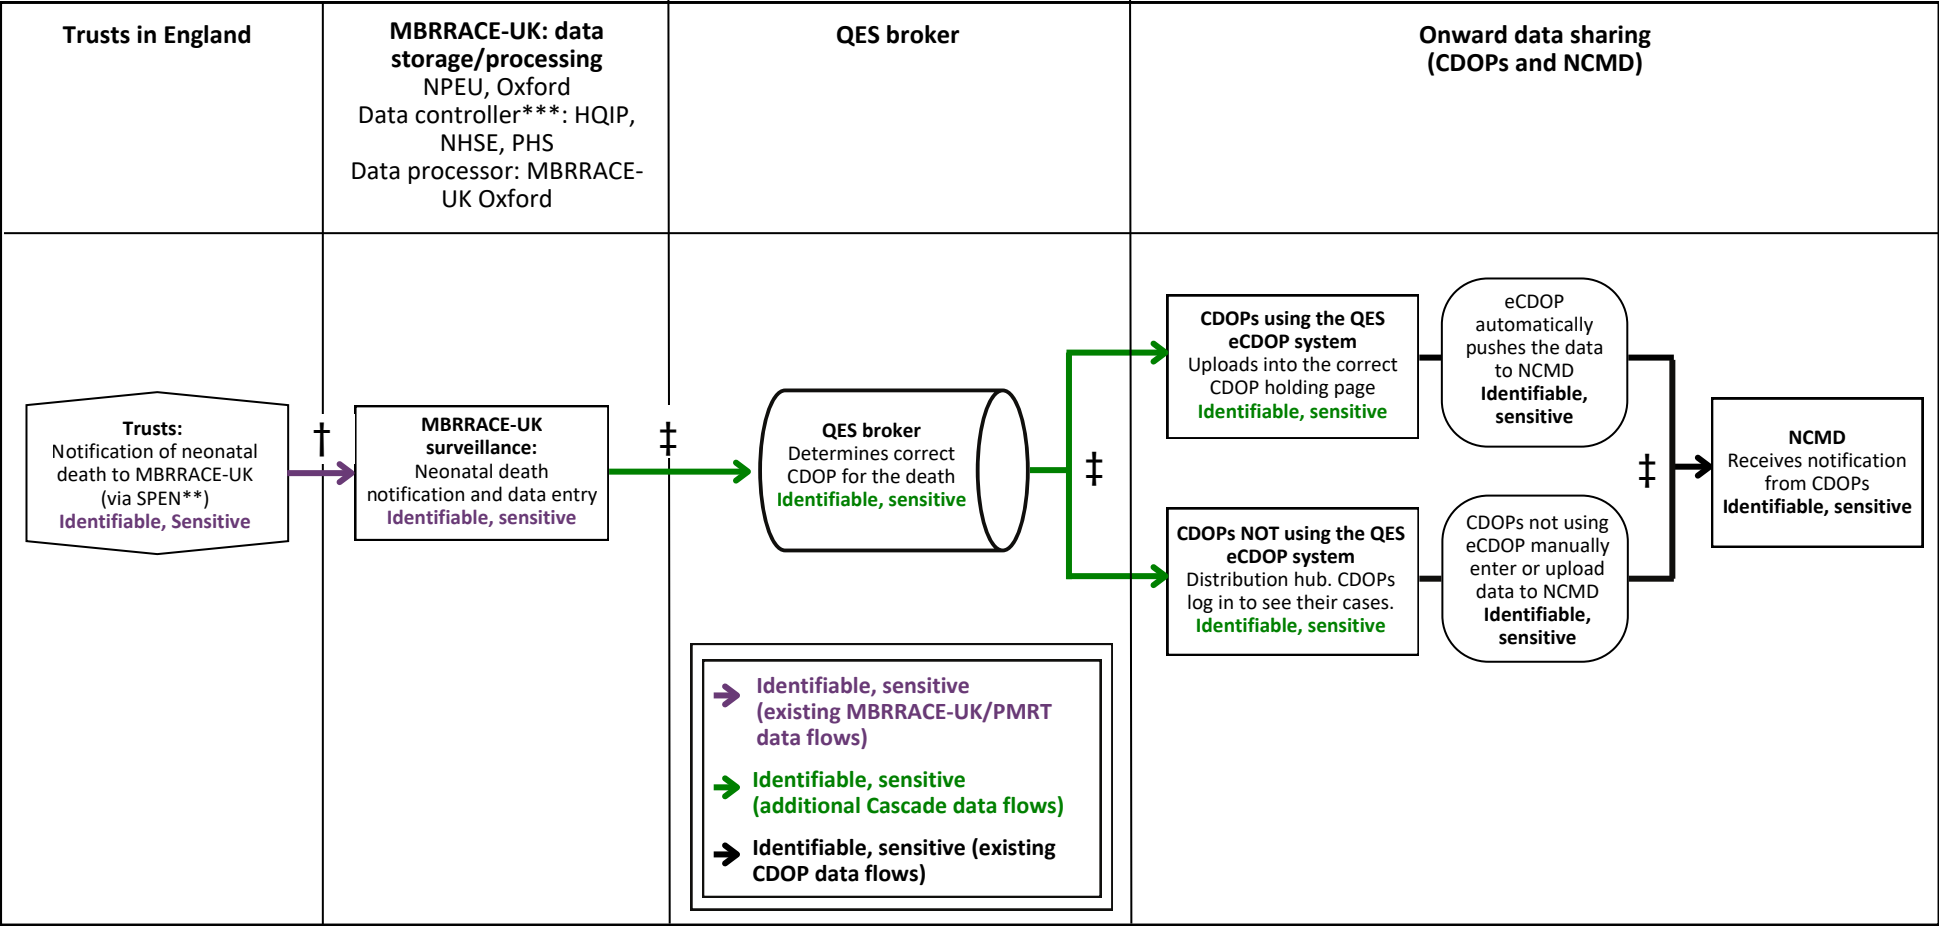 Trusts in England
MBRRACE-UK: data
storage/processing
NPEU, Oxford
Data controller***: HQIP,
NHSE, PHS
Data processor: MBRRACE-
UK Oxford
QES broker
Onward data sharing
(CDOPs and NCMD)
Trusts:
Notification of neonatal
death to MBRRACE-UK
(via SPEN**)
Identifiable, Sensitive
†
MBRRACE-UK
surveillance:
Neonatal death
notification and data entry
Identifiable, sensitive
‡
QES broker
Determines correct
CDOP for the death
Identifiable, sensitive
‡
CDOPs using the QES
eCDOP system
Uploads into the correct
CDOP holding page
Identifiable, sensitive
eCDOP
automatically
pushes the data
to NCMD
Identifiable,
sensitive
CDOPs NOT using the QES
eCDOP system
Distribution hub. CDOPs
log in to see their cases.
Identifiable, sensitive
CDOPs not using
eCDOP manually
enter or upload
data to NCMD
Identifiable,
sensitive
‡
NCMD
Receives notification
from CDOPs
Identifiable, sensitive
Identifiable, sensitive
(existing MBRRACE-UK/PMRT
data flows)
Identifiable, sensitive
(additional Cascade data flows)
Identifiable, sensitive (existing
CDOP data flows)